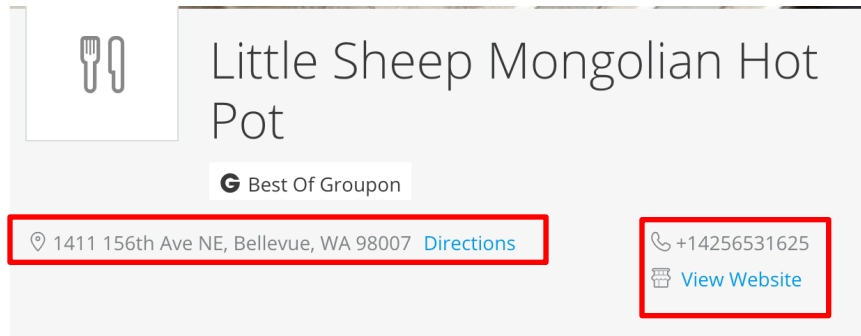 Little Sheep Mongolian Hot
Pot
G Best Of Groupon
1411 156th Ave NE, Bellevue, WA 98007 Directions
+14256531625
View Website